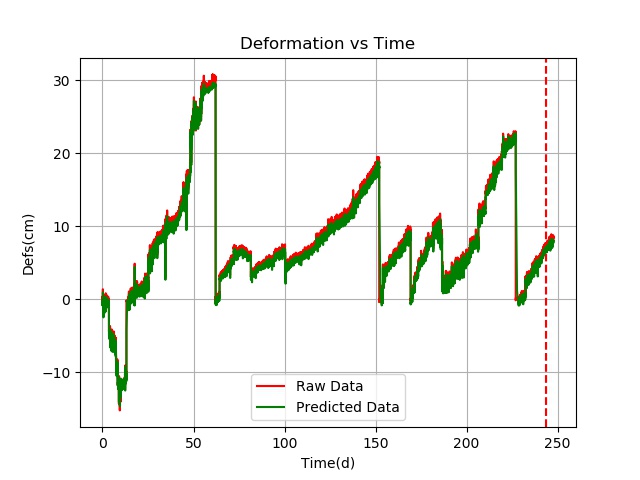 Deformation vs Time
30
20
10
0
−10
Defs(cm)
Raw Data
Predicted Data
0
50
100
150
200
250
Time(d)